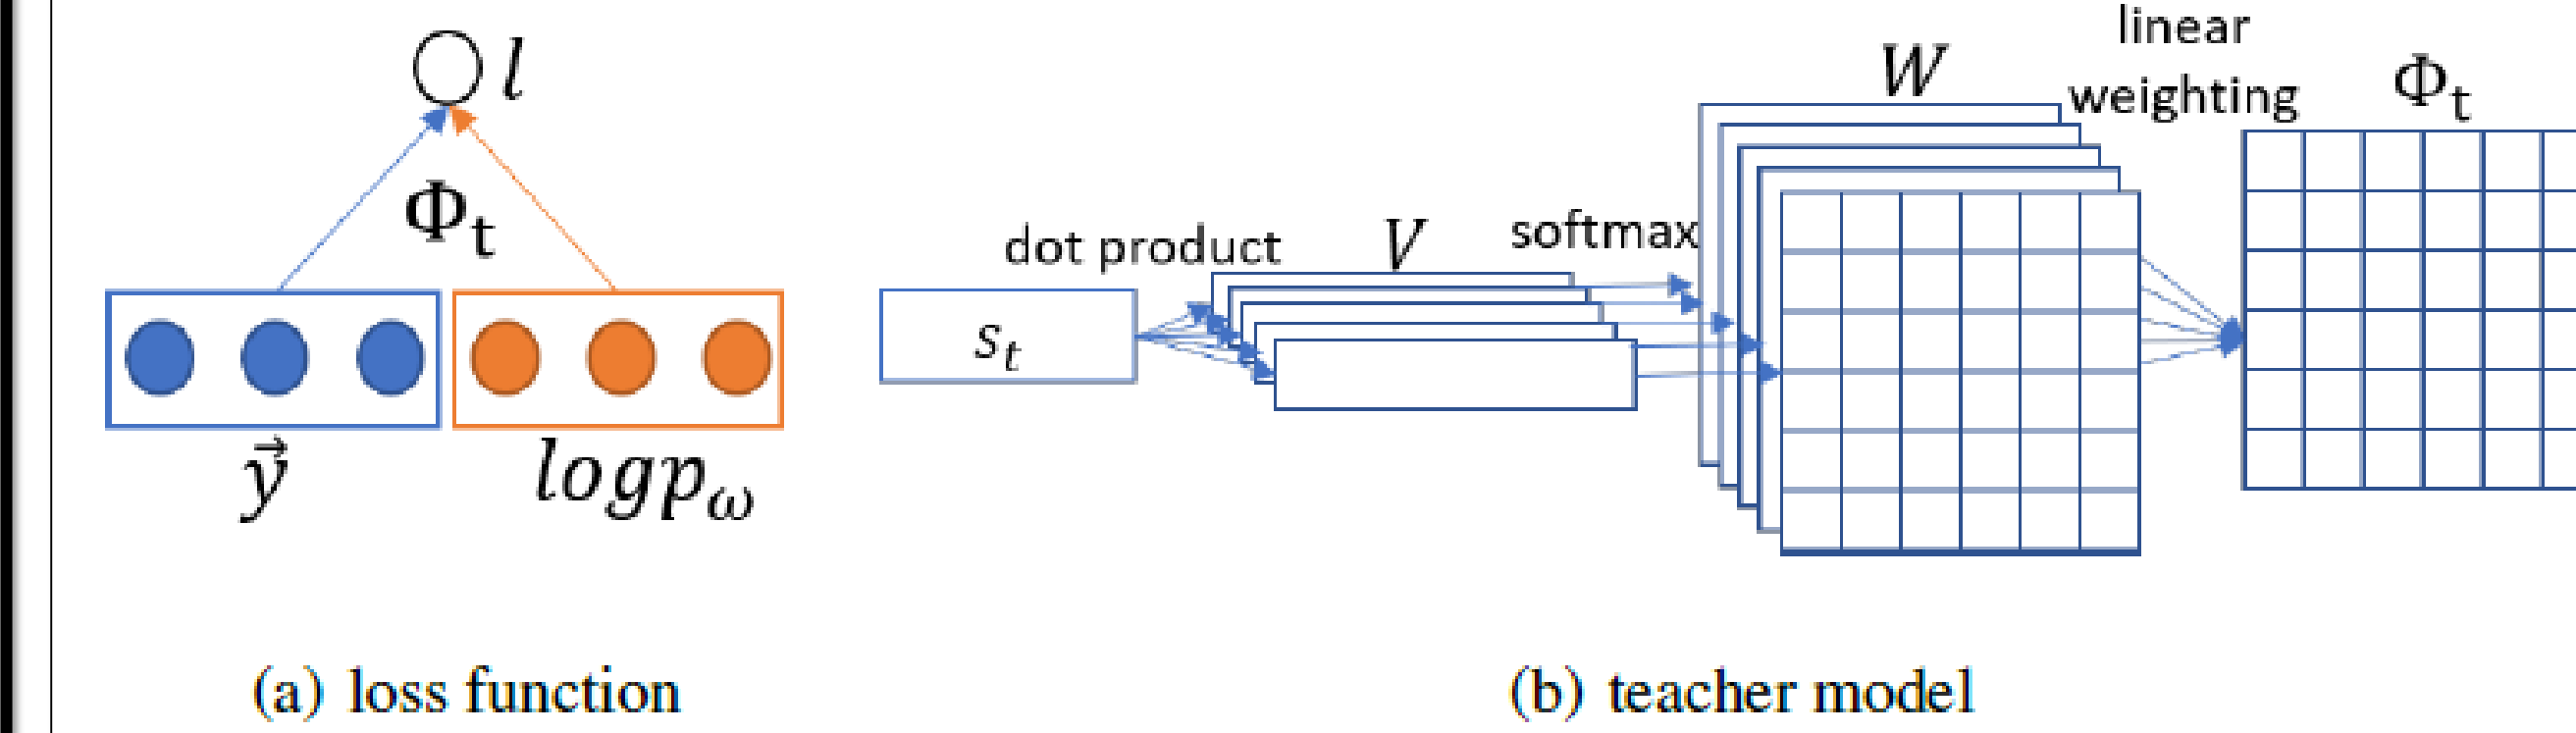 l
Φt
y⃗
logpω
(a) loss function
st
dot product
V
softmax
W
linear
weighting
Φt
(b) teacher model